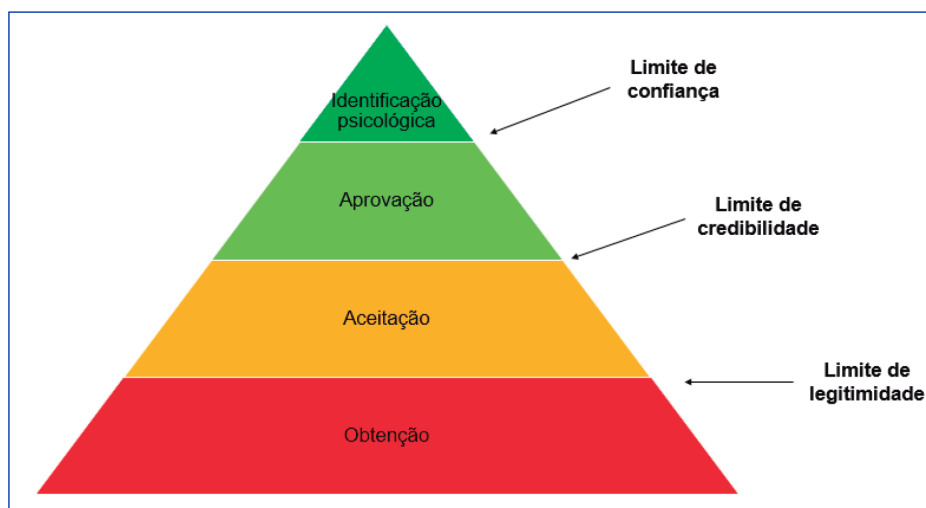 Limite de
confiança
Identificação
psicológica
Aprovação
Limite de
credibilidade
Aceitação
Limite de
legitimidade
Obtenção